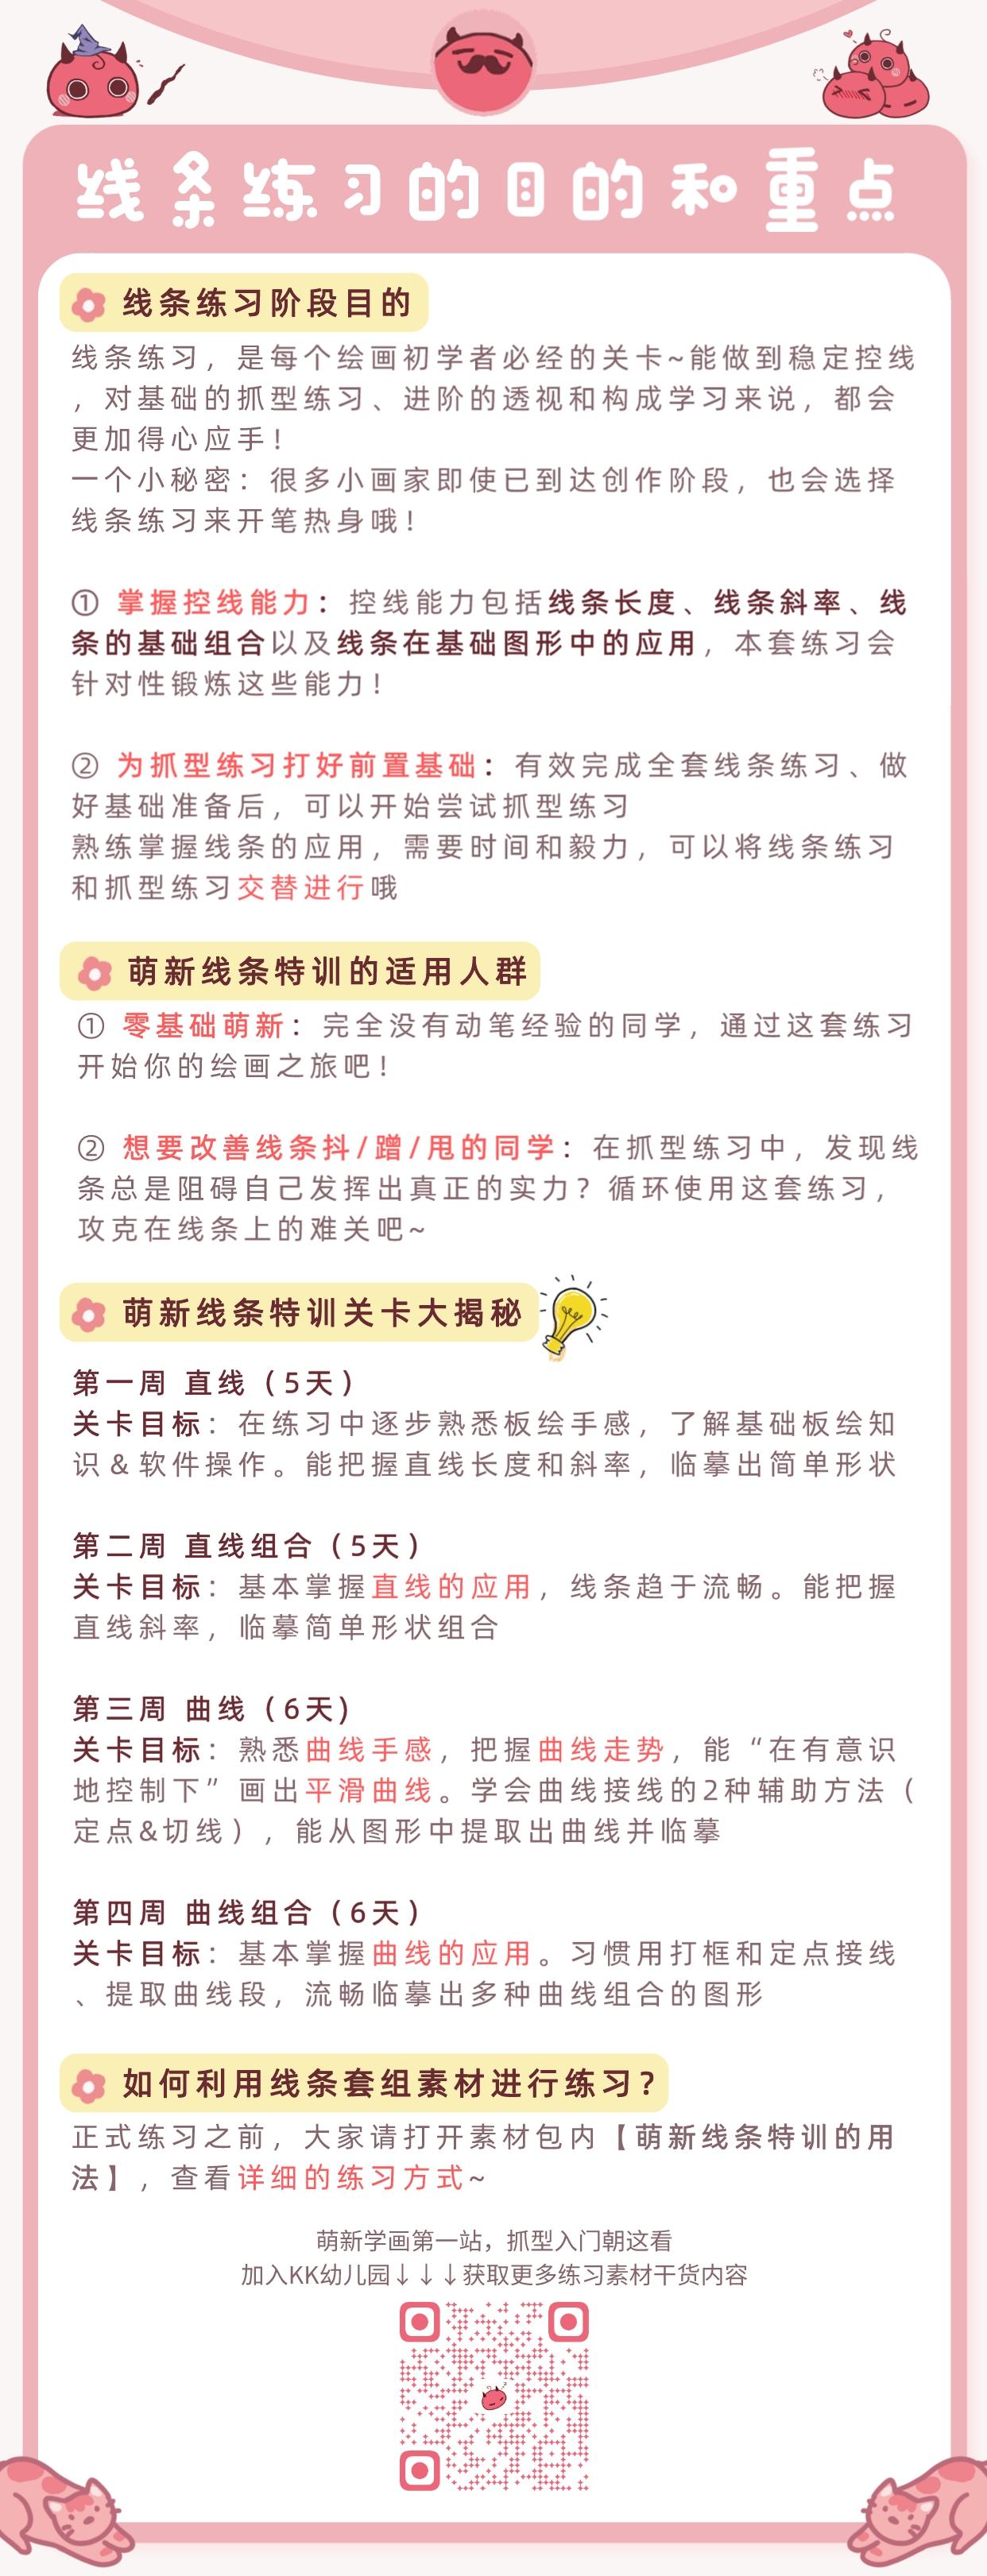 线条练习的目的和重点
线条练习阶段目的
线条练习，是每个绘画初学者必经的关卡~能做到稳定控线
，对基础的抓型练习、进阶的透视和构成学习来说，都会
更加得心应手！
一个小秘密：很多小画家即使已到达创作阶段，也会选择
线条练习来开笔热身哦！
① 掌握控线能力：控线能力包括线条长度、线条斜率、线
条的基础组合以及线条在基础图形中的应用，本套练习会
针对性锻炼这些能力！
② 为抓型练习打好前置基础：有效完成全套线条练习、做
好基础准备后，可以开始尝试抓型练习
熟练掌握线条的应用，需要时间和毅力，可以将线条练习
和抓型练习交替进行哦
萌新线条特训的适用人群
① 零基础萌新：完全没有动笔经验的同学，通过这套练习
开始你的绘画之旅吧！
② 想要改善线条抖/蹭/甩的同学：在抓型练习中，发现线
条总是阻碍自己发挥出真正的实力？循环使用这套练习，
攻克在线条上的难关吧~
萌新线条特训关卡大揭秘
第一周 直线（5天）
关卡目标：在练习中逐步熟悉板绘手感，了解基础板绘知
识&软件操作。能把握直线长度和斜率，临摹出简单形状
第二周 直线组合（5天）
关卡目标：基本掌握直线的应用，线条趋于流畅。能把握
直线斜率，临摹简单形状组合
第三周 曲线（6天)
关卡目标：熟悉曲线手感，把握曲线走势，能“在有意识
地控制下”画出平滑曲线。学会曲线接线的2种辅助方法（
定点&切线），能从图形中提取出曲线并临摹
第四周 曲线组合（6天）
关卡目标：基本掌握曲线的应用。习惯用打框和定点接线
、提取曲线段，流畅临摹出多种曲线组合的图形
如何利用线条套组素材进行练习？
正式练习之前，大家请打开素材包内【萌新线条特训的用
法】，查看详细的练习方式~
萌新学画第一站，抓型入门朝这看
加入KK幼儿园↓↓↓获取更多练习素材干货内容